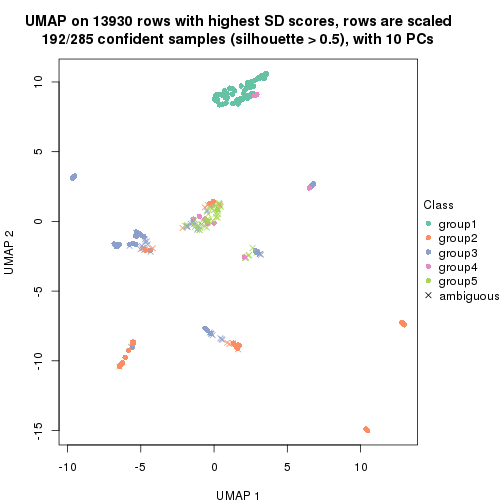 UMAP on 13930 rows with highest SD scores, rows are scaled
192/285 confident samples (silhouette > 0.5), with 10 PCs
10
5
0
-5
-10
-15
UMAP 2
-10
-5
0
5
10
UMAP 1
Class
group1
group2
group3
group4
group5
ambiguous